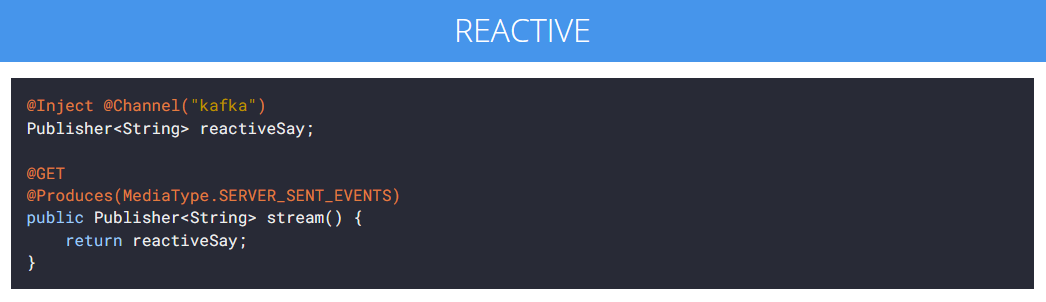 REACTIVE
@Inject @Channel("kafka")
Publisher<String> reactiveSay;
@GET
@Produces(MediaType.SERVER_SENT_EVENTS)
public Publisher<String> stream() {
    return reactiveSay;
}